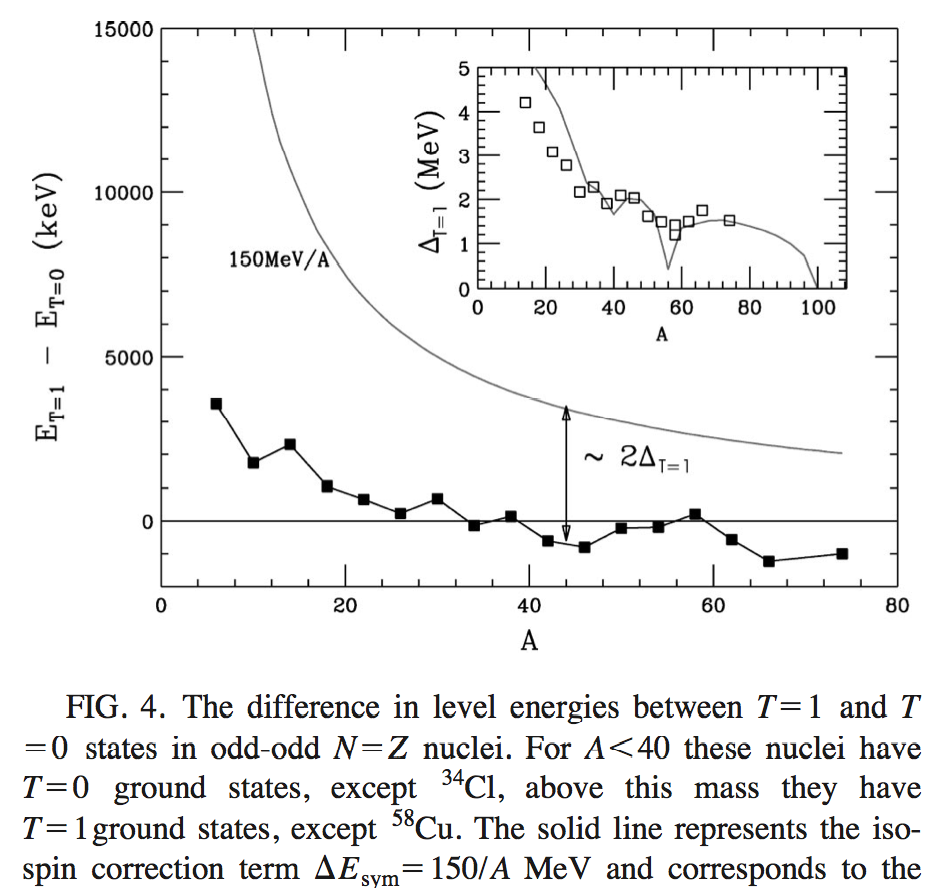 15000
10000
5000
0
E_{T=1} − E_{T=0} (keV)
150MeV/A
~ 2Δ_{T=1}
0 20 40 60 80
A
5
4
3
2
1
0
Δ_{T=1} (MeV)
0 20 40 60 80 100
A
FIG. 4. The difference in level energies between T=1 and T
=0 states in odd-odd N=Z nuclei. For A<40 these nuclei have
T=0 ground states, except ³⁴Cl, above this mass they have
T=1ground states, except ⁵⁸Cu. The solid line represents the iso-
spin correction term ΔE_{sym}=150/A MeV and corresponds to the